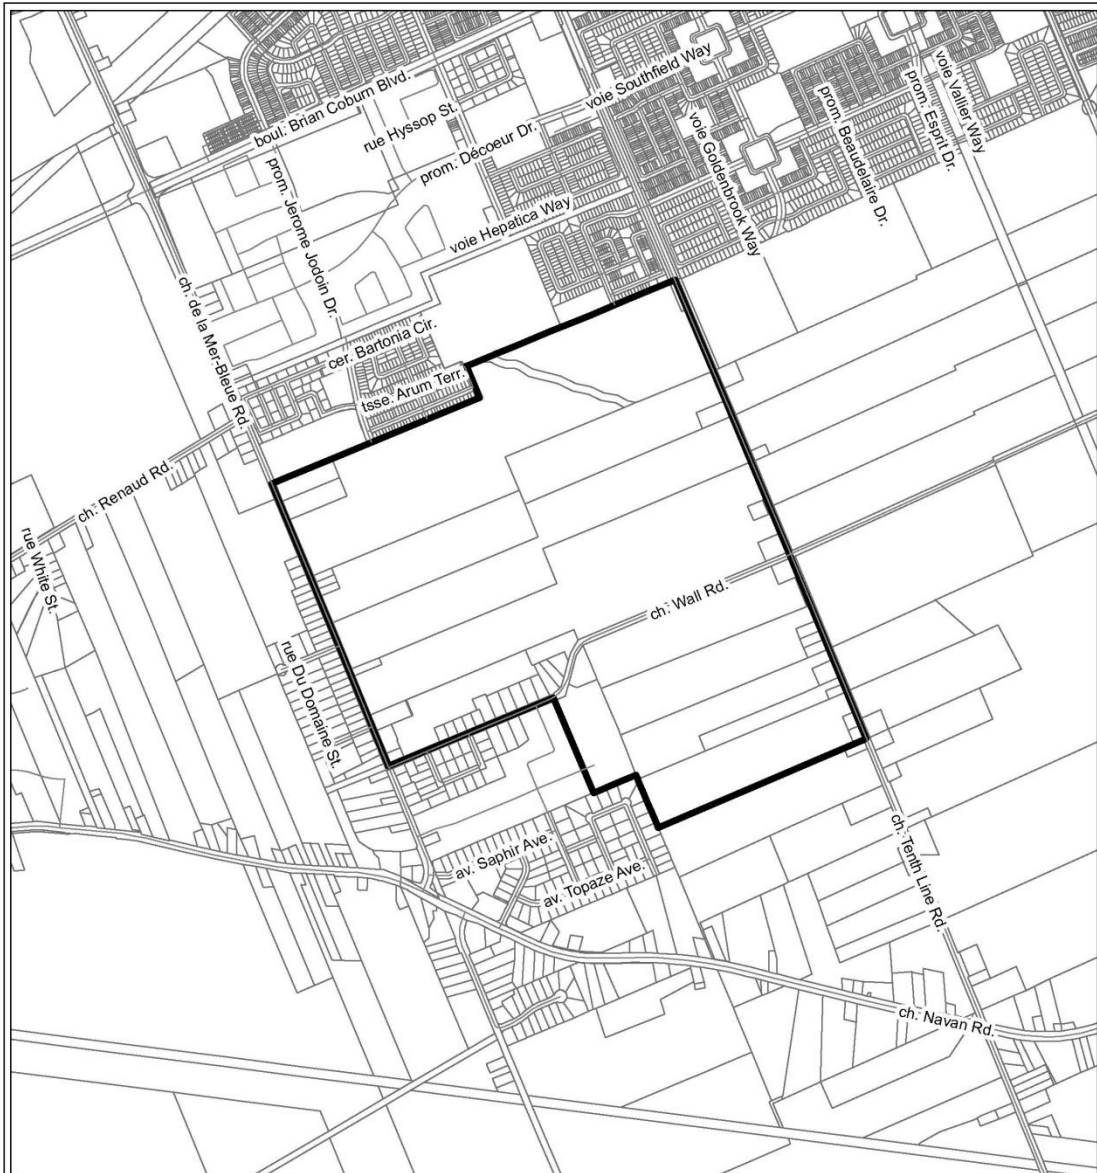 voie Southfield Way
boul. Brian Coburn Blvd.
rue Hyssop St.
prom. Décoeur Dr.
voie Vallier Way
prom. Esprit Dr.
prom. Beaudelaire Dr.
voie Goldenbrook Way
prom. Jerome Jodoin Dr.
voie Hepatica Way
ch. de la Mer-Bleue Rd.
cer. Bartonia Cir.
tsse. Arum Terr.
ch. Renaud Rd.
rue White St.
ch. Wall Rd.
rue Du Domaine St.
av. Saphir Ave.
av. Topaze Ave.
ch. Tenth Line Rd.
ch. Navan Rd.